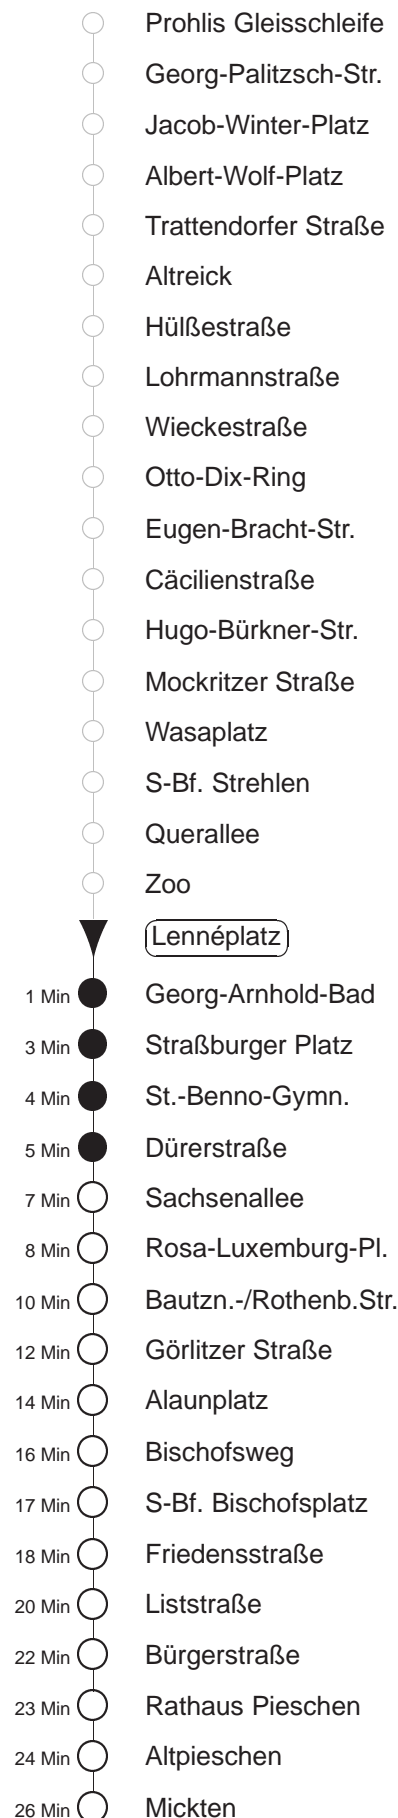 Prohlis Gleisschleife
Georg-Palitzsch-Str.
Jacob-Winter-Platz
Albert-Wolf-Platz
Trattendorfer Straße
Altreick
Hülßestraße
Lohrmannstraße
Wieckestraße
Otto-Dix-Ring
Eugen-Bracht-Str.
Cäcilienstraße
Hugo-Bürkner-Str.
Mockritzer Straße
Wasaplatz
S-Bf. Strehlen
Querallee
Zoo
Lennéplatz
1 Min Georg-Arnhold-Bad
3 Min Straßburger Platz
4 Min St.-Benno-Gymn.
5 Min Dürerstraße
7 Min Sachsenallee
8 Min Rosa-Luxemburg-Pl.
10 Min Bautzn.-/Rothenb.Str.
12 Min Görlitzer Straße
14 Min Alaunplatz
16 Min Bischofsweg
17 Min S-Bf. Bischofsplatz
18 Min Friedensstraße
20 Min Liststraße
22 Min Bürgerstraße
23 Min Rathaus Pieschen
24 Min Altpieschen
26 Min Mickten